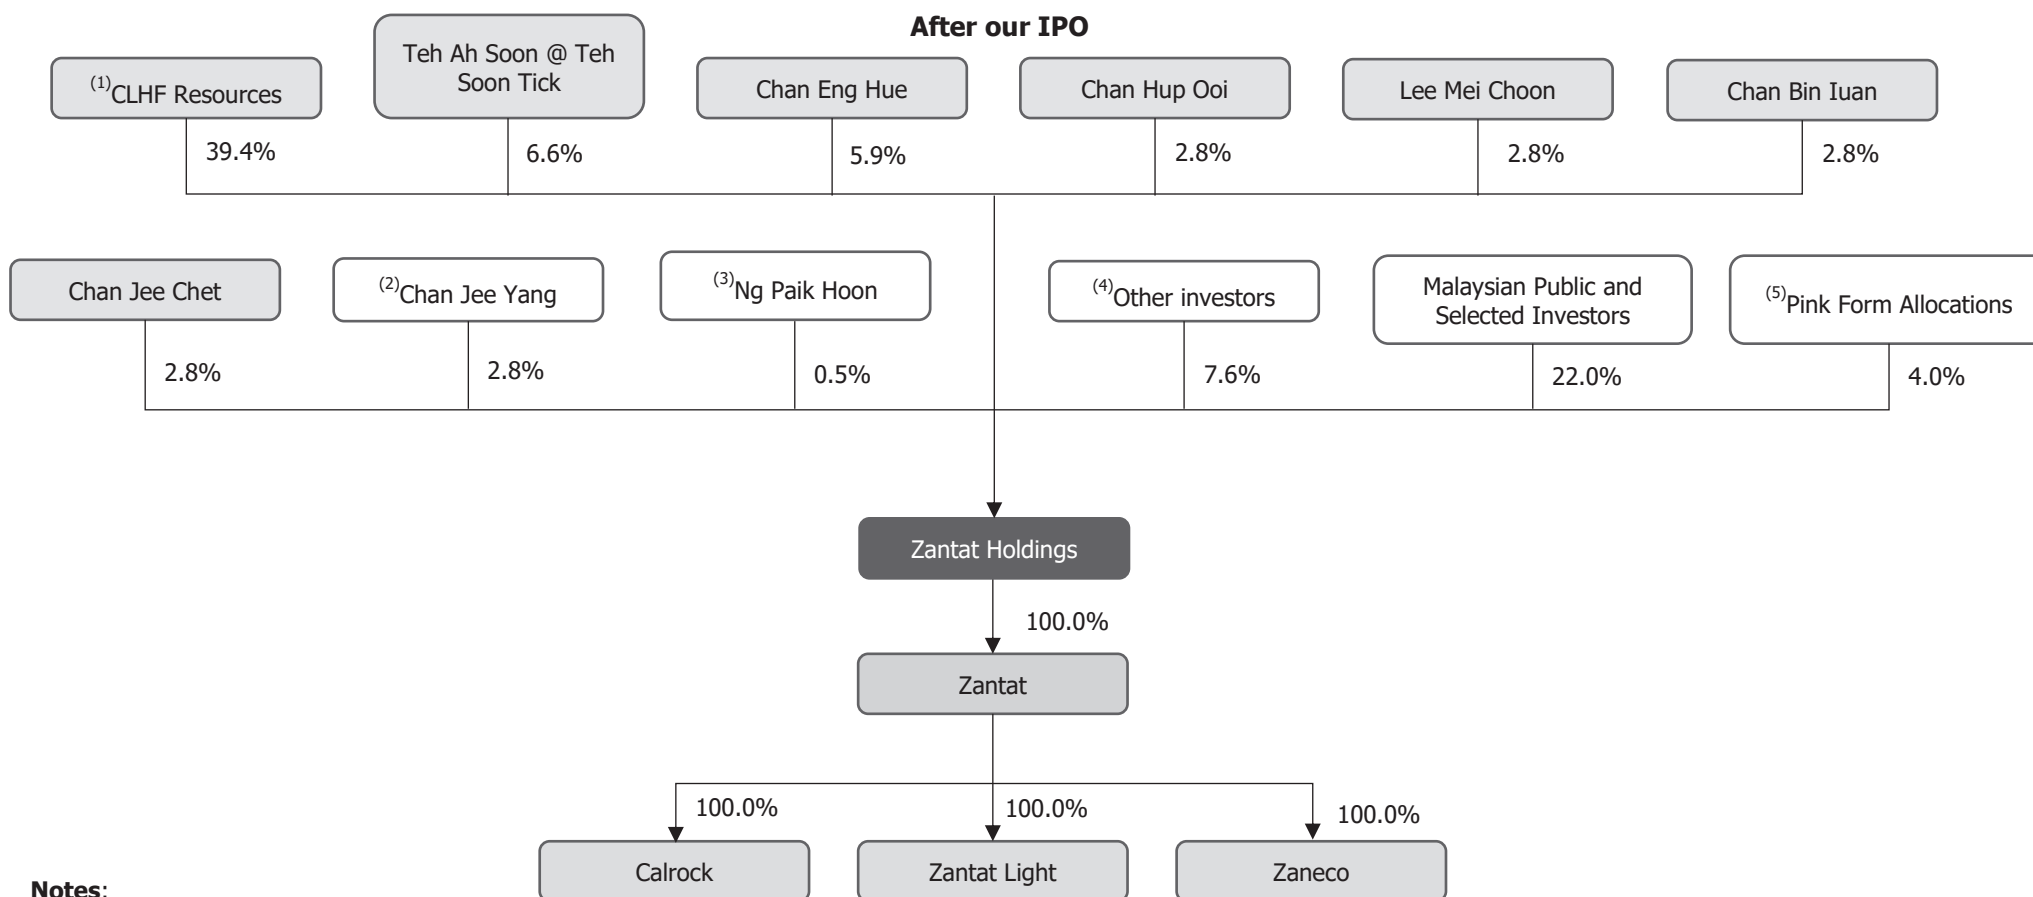 After our IPO
(1)CLHF Resources
Teh Ah Soon @ Teh
Soon Tick
Chan Eng Hue
Chan Hup Ooi
Lee Mei Choon
Chan Bin Iuan
39.4%
6.6%
5.9%
2.8%
2.8%
2.8%
Chan Jee Chet
(2)Chan Jee Yang
(3)Ng Paik Hoon
(4)Other investors
Malaysian Public and
Selected Investors
(5)Pink Form Allocations
2.8%
2.8%
0.5%
7.6%
22.0%
4.0%
Zantat Holdings
100.0%
Zantat
100.0%
100.0%
100.0%
Calrock
Zantat Light
Zaneco
Notes: